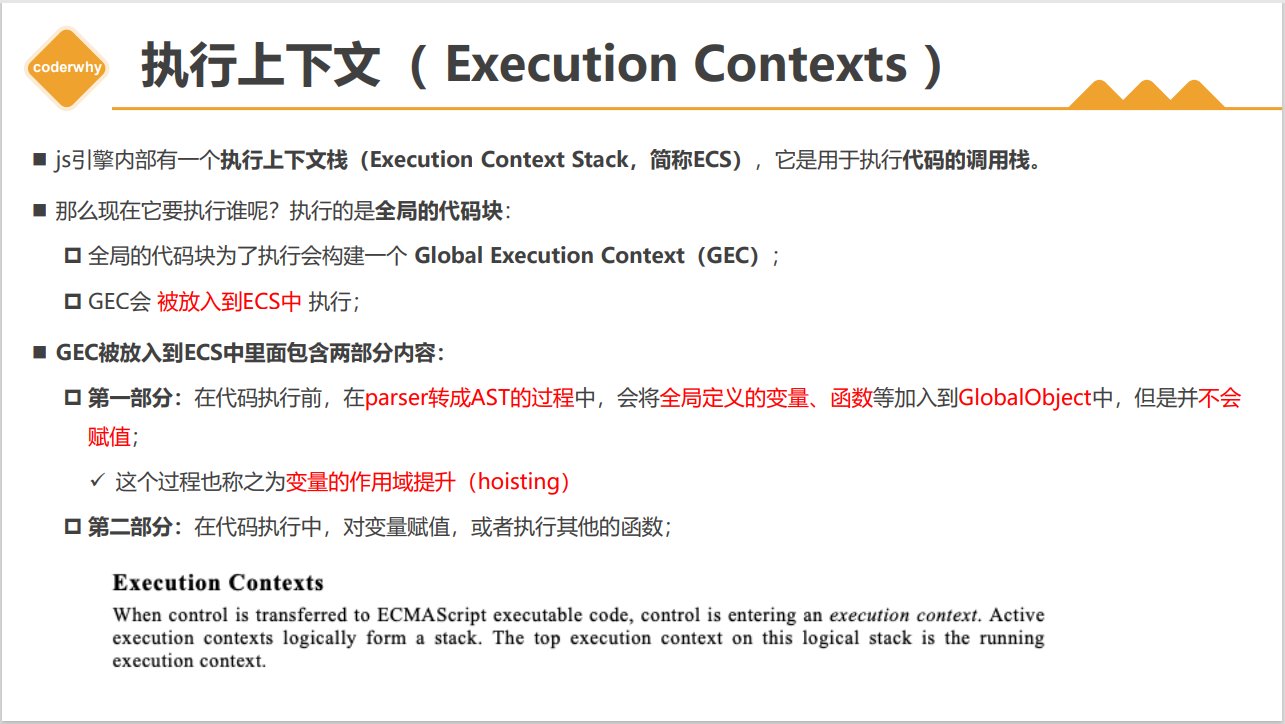 coderwhy
执行上下文（ Execution Contexts ）
js引擎内部有一个执行上下文栈（Execution Context Stack，简称ECS），它是用于执行代码的调用栈。
那么现在它要执行谁呢？执行的是全局的代码块：
全局的代码块为了执行会构建一个 Global Execution Context（GEC）；
GEC会 被放入到ECS中 执行；
GEC被放入到ECS中里面包含两部分内容：
第一部分：在代码执行前，在parser转成AST的过程中，会将全局定义的变量、函数等加入到GlobalObject中，但是并不会
赋值；
✓ 这个过程也称之为变量的作用域提升（hoisting）
第二部分：在代码执行中，对变量赋值，或者执行其他的函数；
Execution Contexts
When control is transferred to ECMAScript executable code, control is entering an execution context. Active
execution contexts logically form a stack. The top execution context on this logical stack is the running
execution context.